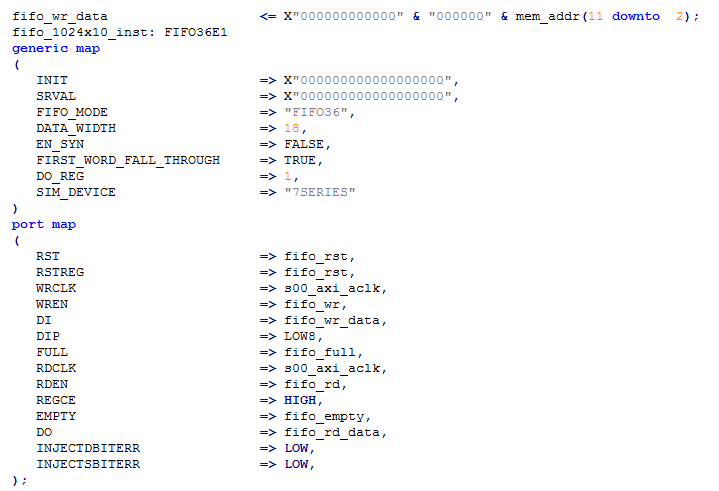 fifo_wr_data <= X"000000000000" & "000000" & mem_addr(11 downto 2);
fifo_1024x10_inst: FIFO36E1
generic map
(
INIT => X"000000000000000000",
SRVAL => X"000000000000000000",
FIFO_MODE => "FIFO36",
DATA_WIDTH => 18,
EN_SYN => FALSE,
FIRST_WORD_FALL_THROUGH => TRUE,
DO_REG => 1,
SIM_DEVICE => "7SERIES"
)
port map
(
RST => fifo_rst,
RSTREG => fifo_rst,
WRCLK => s00_axi_aclk,
WREN => fifo_wr,
DI => fifo_wr_data,
DIP => LOW8,
FULL => fifo_full,
RDCLK => s00_axi_aclk,
RDEN => fifo_rd,
REGCE => HIGH,
EMPTY => fifo_empty,
DO => fifo_rd_data,
INJECTDBITERR => LOW,
INJECTSBITERR => LOW,
);